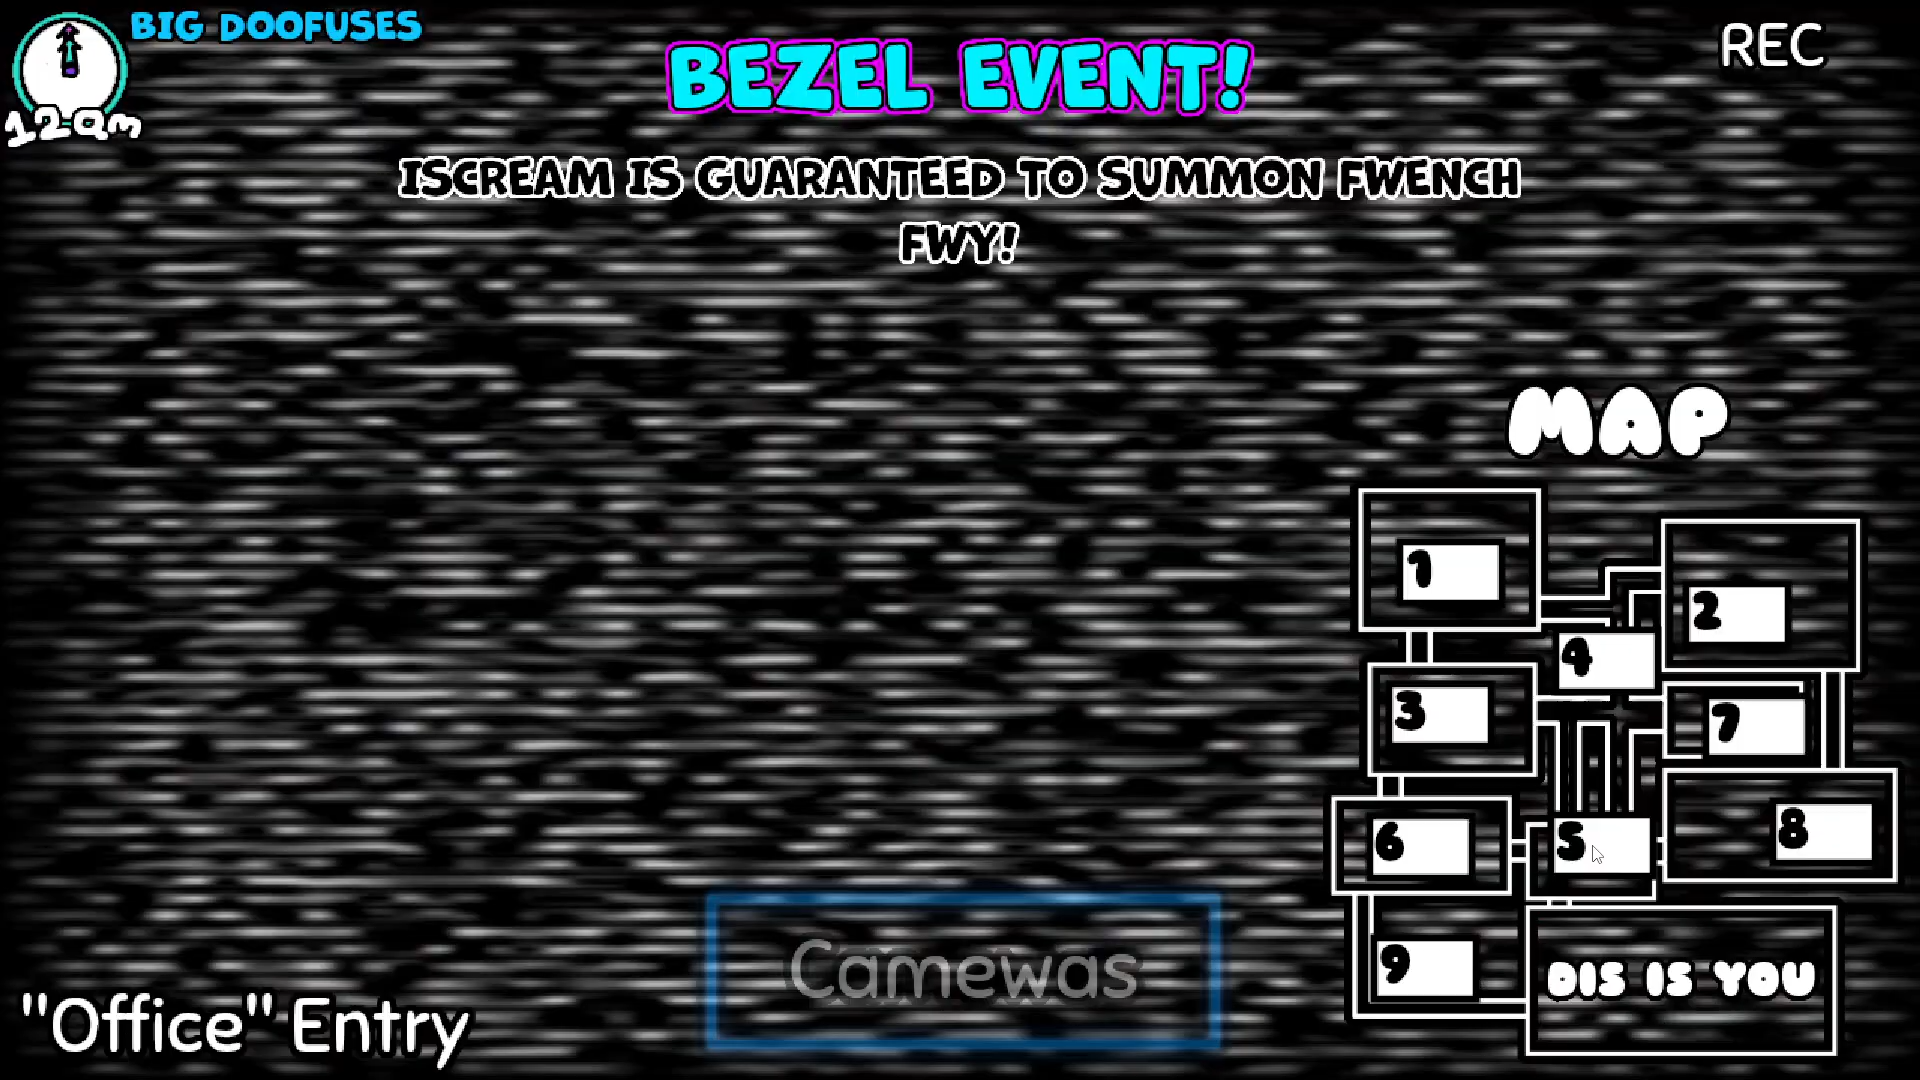 BIG DOOFUSES
12am
BEZEL EVENT!
REC
ISCREAM IS GUARANTEED TO SUMMON FWENCH
FWY!
MAP
1
2
4
3
7
6
5
8
9
DIS IS YOU
Camewas
"Office" Entry